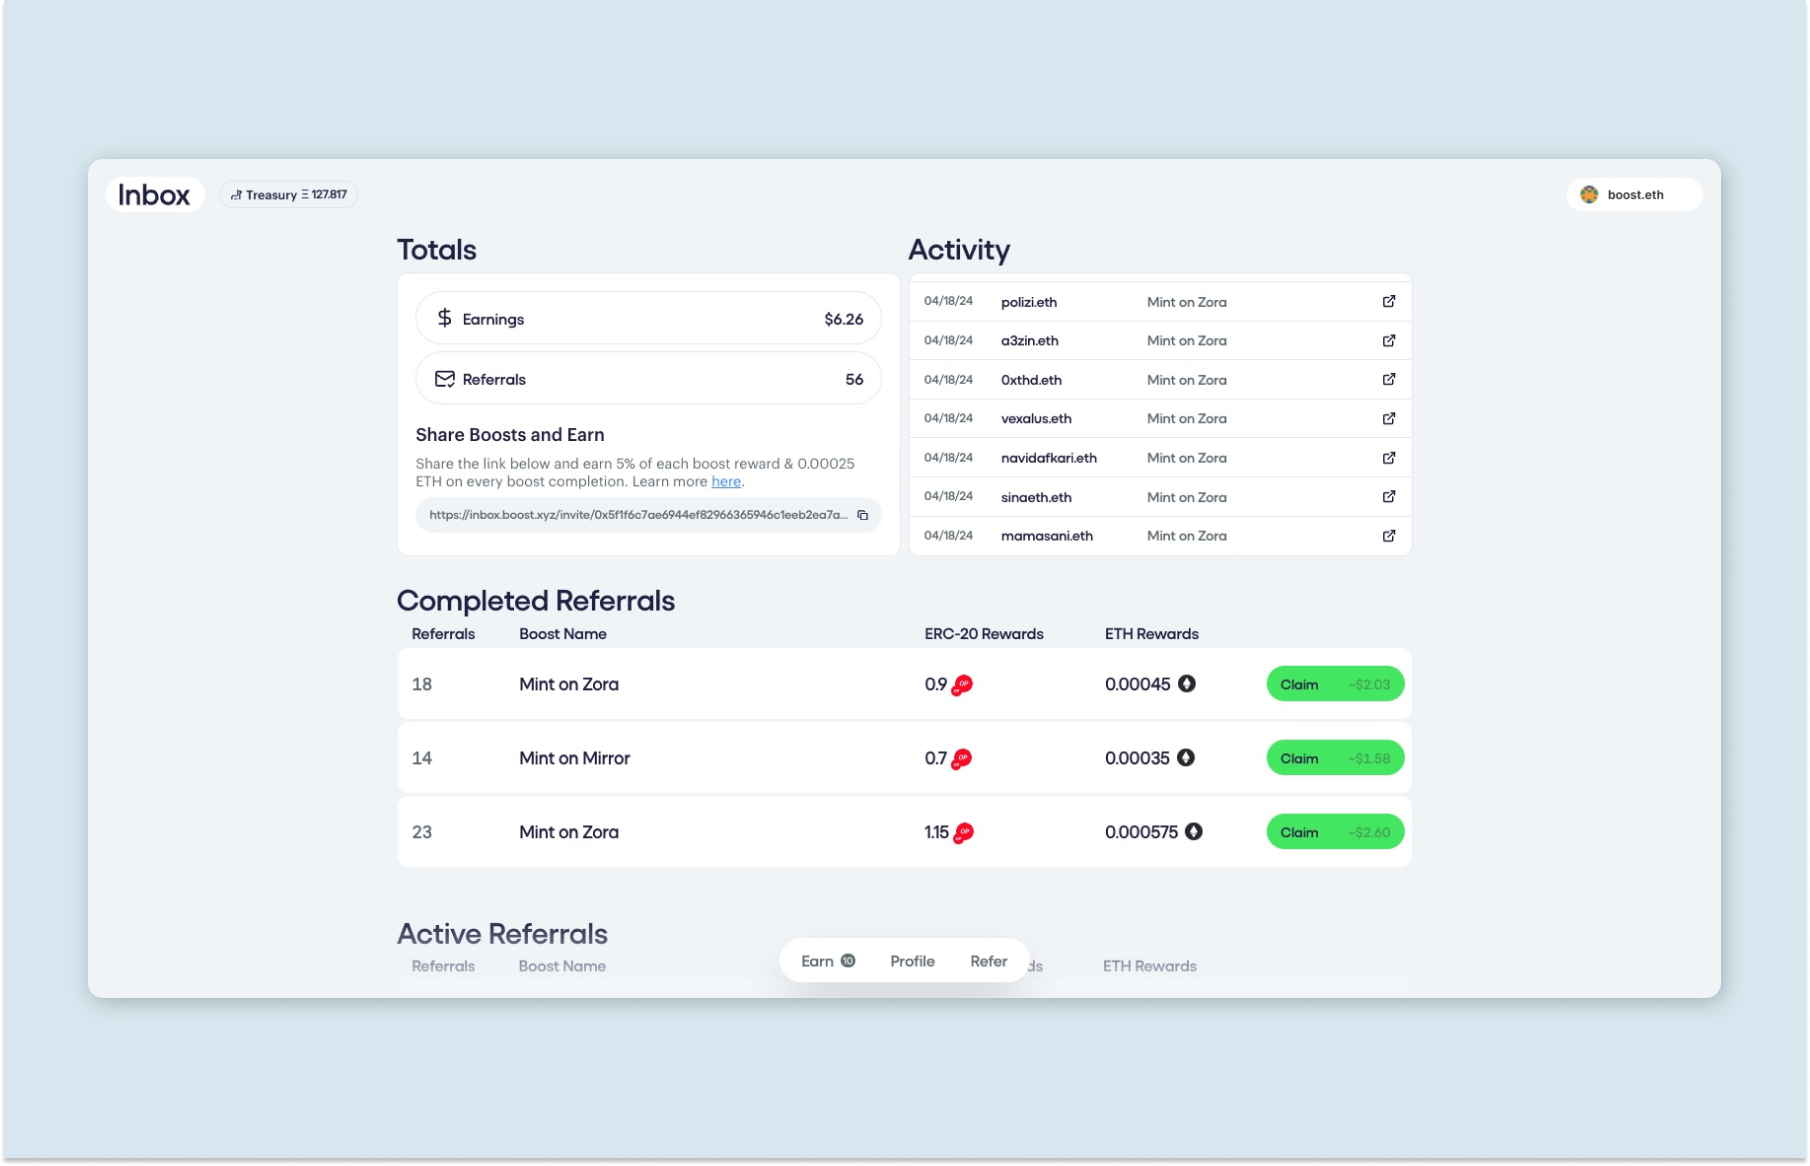 Inbox
Treasury Ξ 127.817
boost.eth
Totals
Earnings $6.26
Referrals 56
Share Boosts and Earn
Share the link below and earn 5% of each boost reward & 0.00025
ETH on every boost completion. Learn more here.
https://inbox.boost.xyz/invite/0x5f1f6c7ae6944ef82966365946c1eeb2ea7a...
Activity
04/18/24 polizi.eth Mint on Zora
04/18/24 a3zin.eth Mint on Zora
04/18/24 0xthd.eth Mint on Zora
04/18/24 vexalus.eth Mint on Zora
04/18/24 navidafkari.eth Mint on Zora
04/18/24 sinaeth.eth Mint on Zora
04/18/24 mamasani.eth Mint on Zora
Completed Referrals
Referrals Boost Name ERC-20 Rewards ETH Rewards
18 Mint on Zora 0.9 OP OP 0.00045 Claim ~$2.03
14 Mint on Mirror 0.7 OP OP 0.00035 Claim ~$1.58
23 Mint on Zora 1.15 OP OP 0.000575 Claim ~$2.60
Active Referrals
Referrals Boost Name ds ETH Rewards
Earn 10 Profile Refer